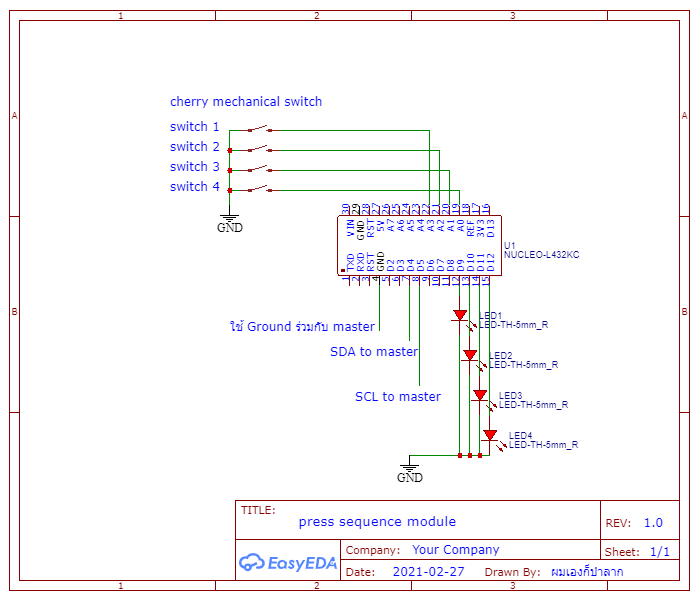 1 2 3
A A
cherry mechanical switch
switch 1
switch 2
switch 3
switch 4
GND
30 29 28 27 26 25 24 23 22 21 20 19 18 17 16
VIN GND RST 5V A7 A6 A5 A4 A3 A2 A1 A0 REF 3V3 D13
U1
NUCLEO-L432KC
TXD RXD RST GND D2 D3 D4 D5 D6 D7 D8 D9 D10 D11 D12
1 2 3 4 5 6 7 8 9 10 11 12 13 14 15
B B
LED1
LED-TH-5mm_R
ใช้ Ground ร่วมกับ master
SDA to master
LED2
LED-TH-5mm_R
SCL to master
LED3
LED-TH-5mm_R
LED4
LED-TH-5mm_R
GND
TITLE:
press sequence module
REV: 1.0
EasyEDA
Company: Your Company
Sheet: 1/1
Date: 2021-02-27 Drawn By: ผมเองก็ปาลาก
1 2 3